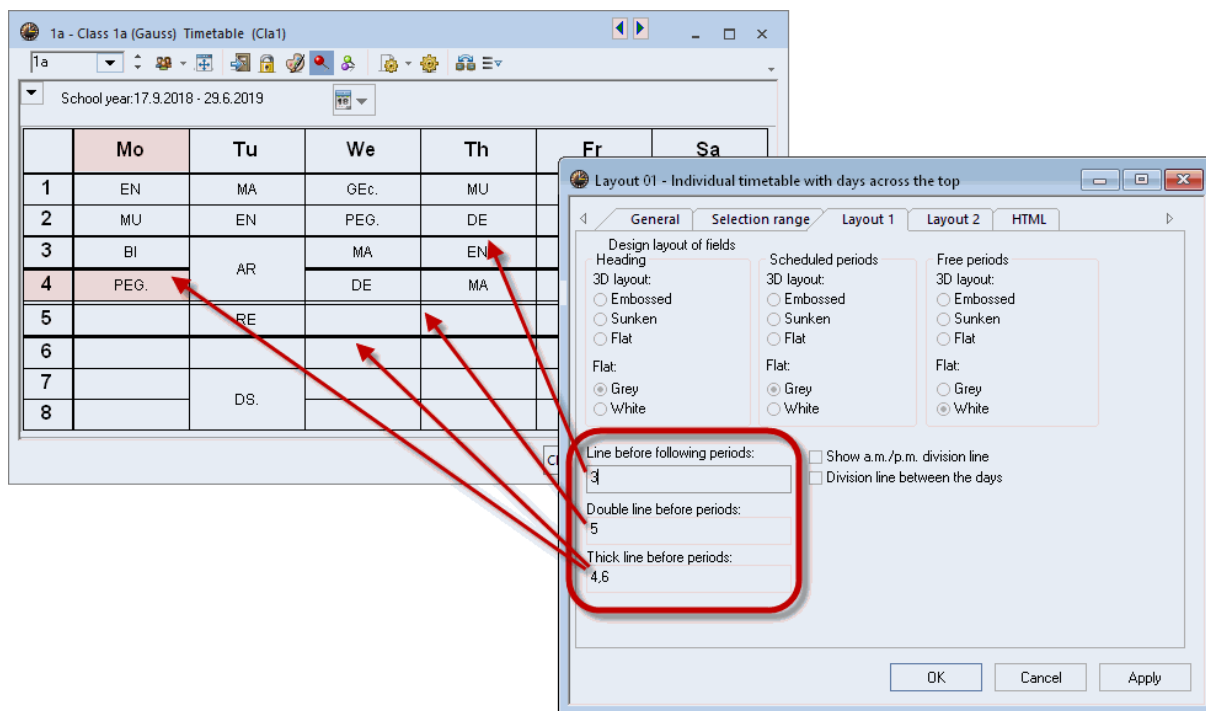 1a - Class 1a (Gauss) Timetable (Cla1)
1a
School year:17.9.2018 - 29.6.2019
Mo Tu We Th Fr Sa
1 EN MA GEc. MU
2 MU EN PEG. DE
3 BI AR MA EN
4 PEG. DE MA
5 RE
6
7 DS.
8
Layout 01 - Individual timetable with days across the top
General Selection range Layout 1 Layout 2 HTML
Design layout of fields
Heading Scheduled periods Free periods
3D layout: 3D layout: 3D layout:
Embossed Embossed Embossed
Sunken Sunken Sunken
Flat Flat Flat
Flat: Flat: Flat:
Grey Grey Grey
White White White
Line before following periods: Show a.m./p.m. division line
3 Division line between the days
Double line before periods:
5
Thick line before periods:
4,6
OK Cancel Apply